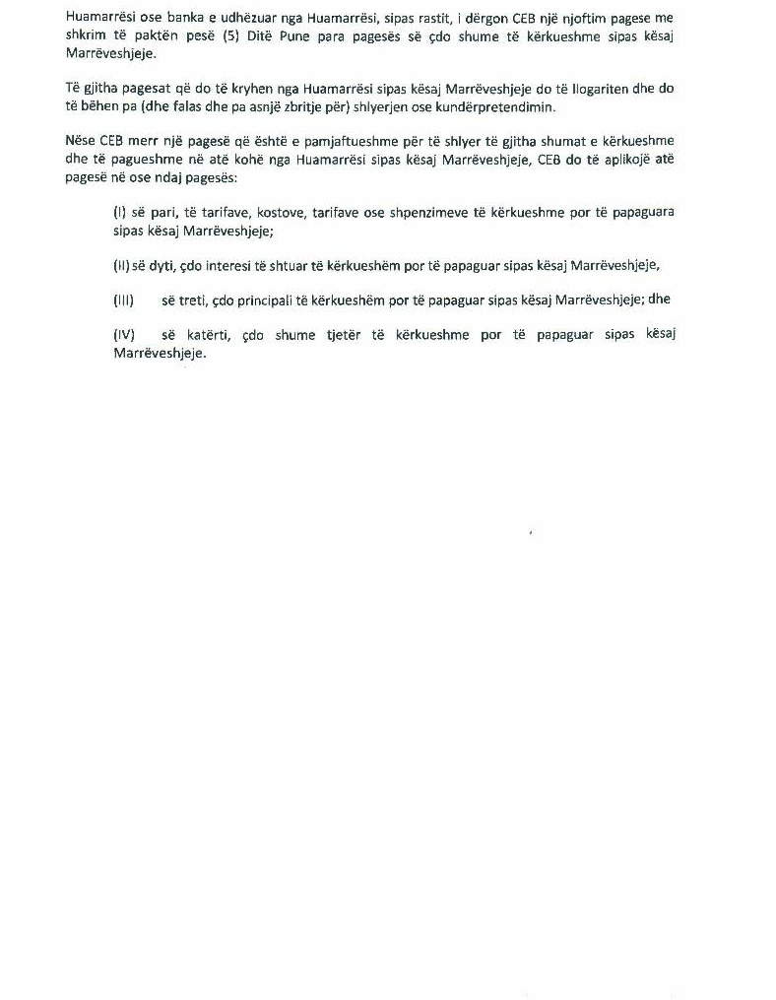 Huamarrësi ose banka e udhëzuar nga Huamarrësi, sipas rastit, i dërgon CEB një njoftim pagese me
shkrim të paktën pesë (5) Ditë Pune para pagesës së çdo shume të kërkueshme sipas kësaj
Marrëveshjeje.
Të gjitha pagesat që do të kryhen nga Huamarrësi sipas kësaj Marrëveshjeje do të llogariten dhe do
të bëhen pa (dhe falas dhe pa asnjë zbritje për) shlyerjen ose kundërpretendimin.
Nëse CEB merr një pagesë që është e pamjaftueshme për të shlyer të gjitha shumat e kërkueshme
dhe të pagueshme në atë kohë nga Huamarrësi sipas kësaj Marrëveshjeje, CEB do të aplikojë atë
pagesë në ose ndaj pagesës:
(I) së pari, të tarifave, kostove, tarifave ose shpenzimeve të kërkueshme por të papaguara
sipas kësaj Marrëveshjeje;
(II) së dyti, çdo interesi të shtuar të kërkueshëm por të papaguar sipas kësaj Marrëveshjeje,
(III) së treti, çdo principali të kërkueshëm por të papaguar sipas kësaj Marrëveshjeje; dhe
(IV) së katërti, çdo shume tjetër të kërkueshme por të papaguar sipas kësaj
Marrëveshjeje.